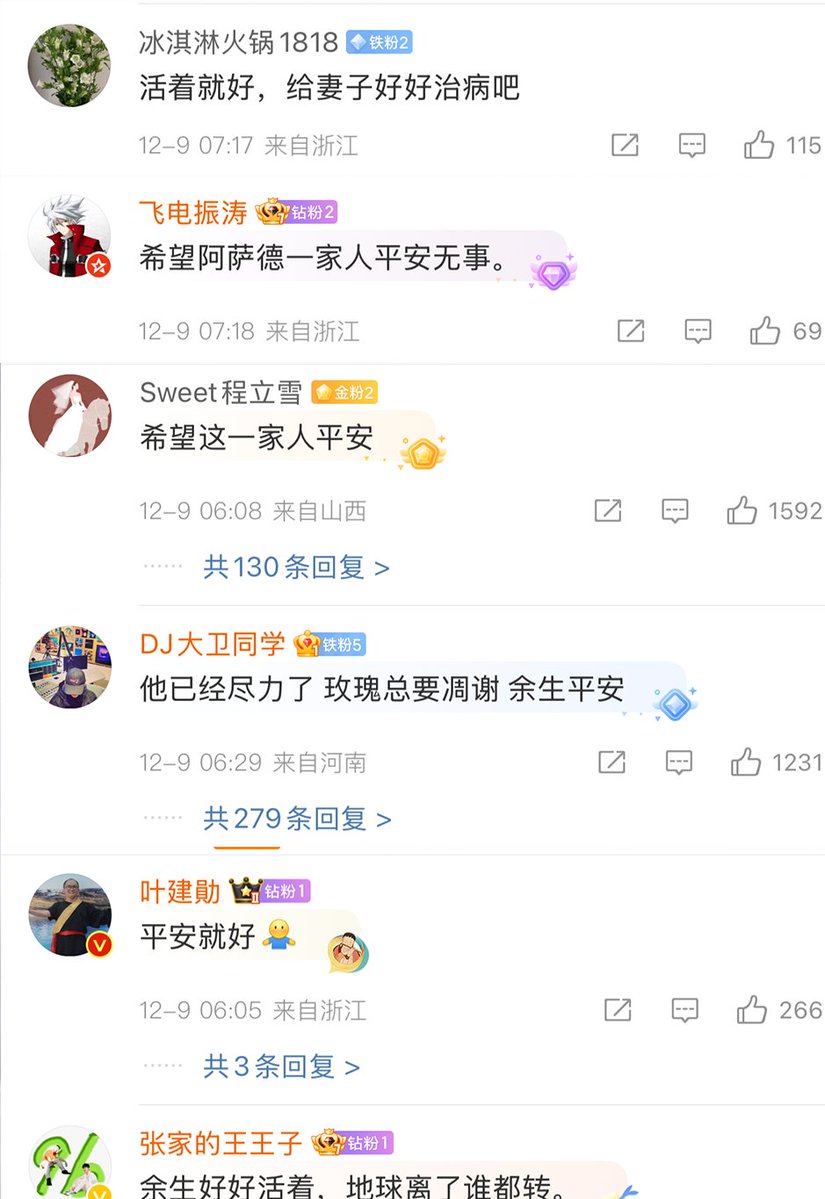 冰淇淋火锅1818 铁粉2
活着就好，给妻子好好治病吧
12-9 07:17 来自浙江 115
飞电振涛 钻粉2
希望阿萨德一家人平安无事。
12-9 07:18 来自浙江 69
Sweet程立雪 金粉2
希望这一家人平安
12-9 06:08 来自山西 1592
共130条回复 >
DJ大卫同学 铁粉5
他已经尽力了 玫瑰总要凋谢 余生平安
12-9 06:29 来自河南 1231
共279条回复 >
叶建勋 II 钻粉1
平安就好
12-9 06:05 来自浙江 266
共3条回复 >
张家的王王子 钻粉1
余生好好活着，地球离了谁都转。